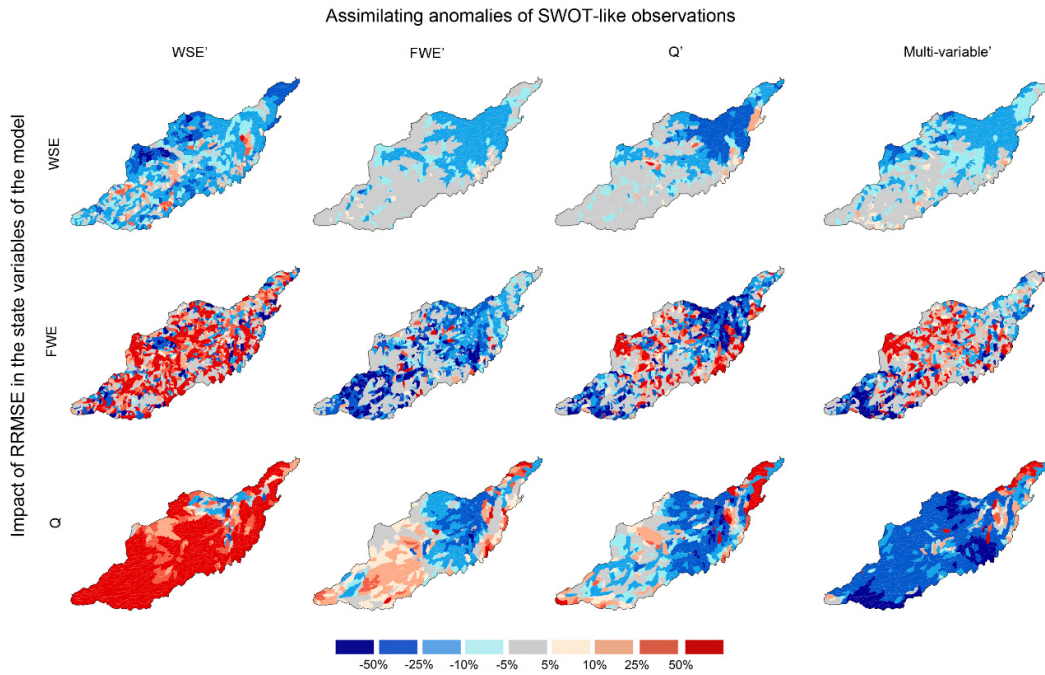 Assimilating anomalies of SWOT-like observations
WSE' FWE' Q' Multi-variable'
Impact of RRMSE in the state variables of the model
WSE
FWE
Q
-50% -25% -10% -5% 5% 10% 25% 50%